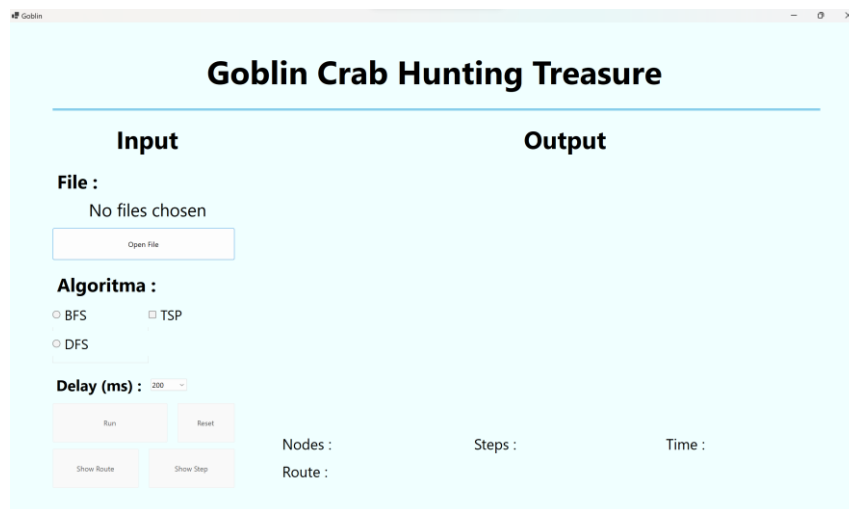 Goblin
Goblin Crab Hunting Treasure
Input
Output
File :
No files chosen
Open File
Algoritma :
BFS
TSP
DFS
Delay (ms) :
200
Run
Reset
Show Route
Show Step
Nodes :
Steps :
Time :
Route :